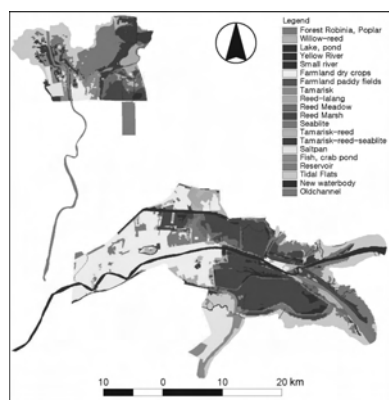 Legend
Forest Robinia, Poplar
Willow-reed
Lake, pond
Yellow River
Small river
Farmland dry crops
Farmland paddy fields
Tamarisk
Reed-lalang
Reed Meadow
Reed Marsh
Seablite
Tamarisk-reed
Tamarisk-reed-seablite
Saltpan
Fish, crab pond
Reservoir
Tidal Flats
New waterbody
Oldchannel
10 0 10 20 km